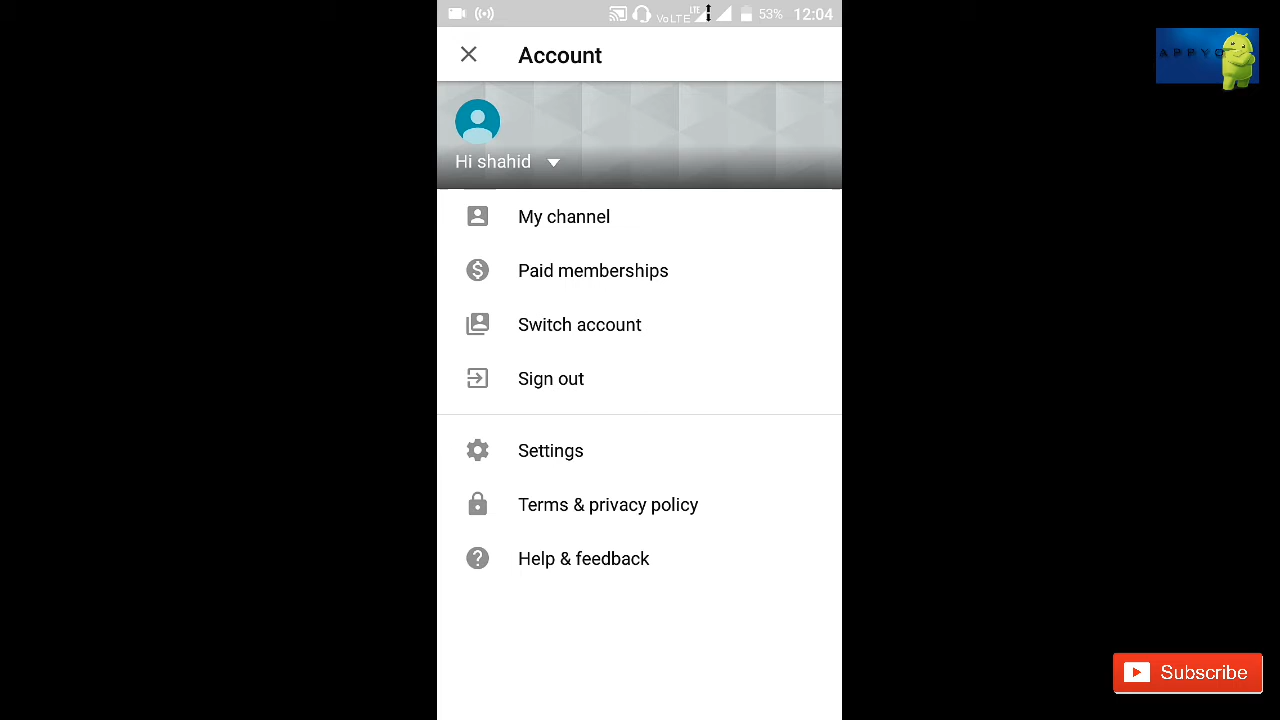 VoLTE LTE 53% 12:04
Account
Hi shahid
My channel
Paid memberships
Switch account
Sign out
Settings
Terms & privacy policy
Help & feedback
Subscribe